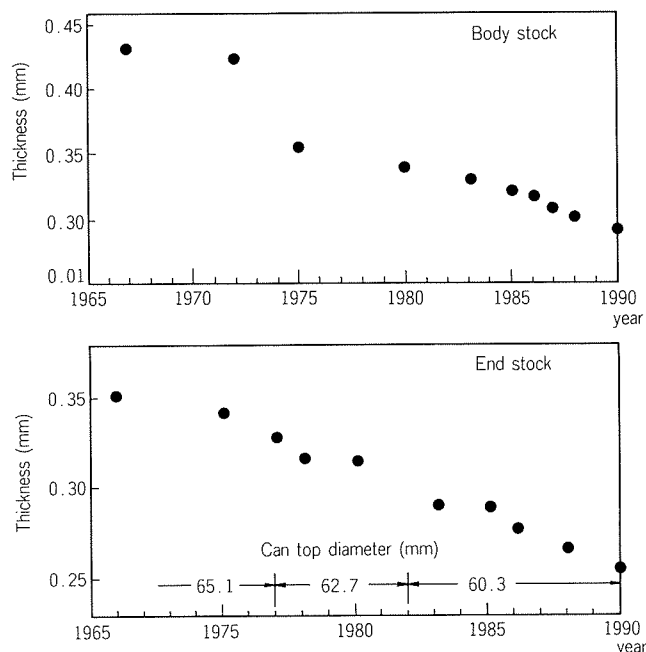 0.45
Body stock
0.40
Thickness (mm)
0.35
0.30
0.01
1965 1970 1975 1980 1985 1990
year
End stock
0.35
Thickness (mm)
0.30
Can top diameter (mm)
65.1 62.7 60.3
0.25
1965 1975 1980 1985 1990
year